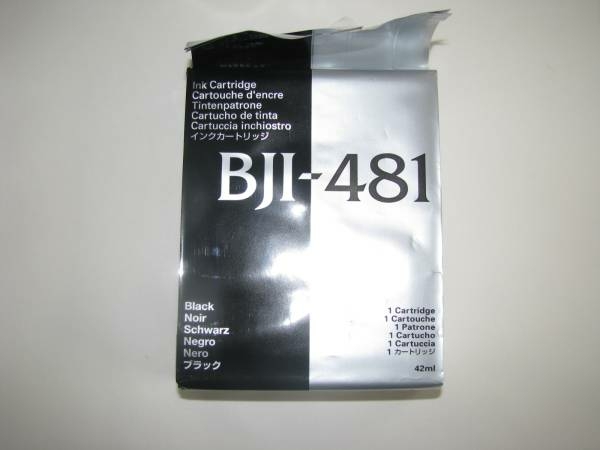 Ink Cartridge
Cartouche d'encre
Tintenpatrone
Cartucho de tinta
Cartuccia inchiostro
インクカートリッジ
BJI-481
Black
Noir
Schwarz
Negro
Nero
ブラック
1 Cartridge
1 Cartouche
1 Patrone
1 Cartucho
1 Cartuccia
1 カートリッジ
42ml